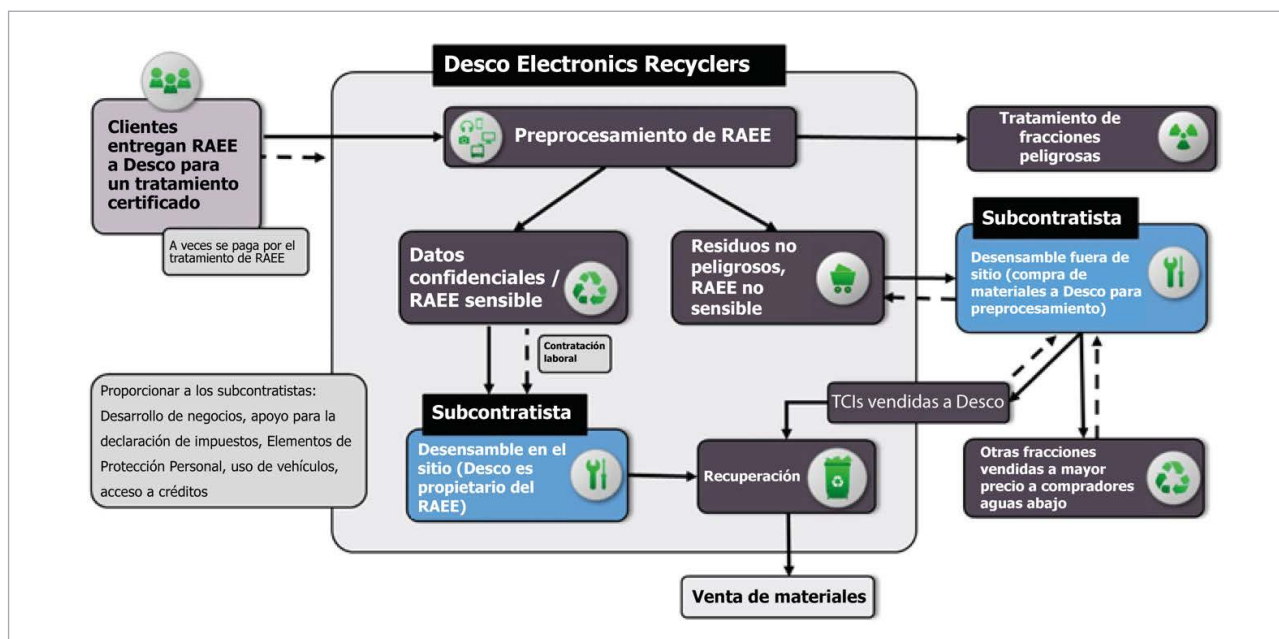 Desco Electronics Recyclers
Clientes
entregan RAEE
a Desco para
un tratamiento
certificado
A veces se paga por el
tratamiento de RAEE
Preprocesamiento de RAEE
Tratamiento de
fracciones
peligrosas
Datos
confidenciales /
RAEE sensible
Residuos no
peligrosos,
RAEE no
sensible
Subcontratista
Desensamble fuera de
sitio (compra de
materiales a Desco para
preprocesamiento)
Contratación
laboral
Proporcionar a los subcontratistas:
Desarrollo de negocios, apoyo para la
declaración de impuestos, Elementos de
Protección Personal, uso de vehículos,
acceso a créditos
Subcontratista
Desensamble en el
sitio (Desco es
propietario del
RAEE)
TCIs vendidas a Desco
Recuperación
Otras fracciones
vendidas a mayor
precio a compradores
aguas abajo
Venta de materiales